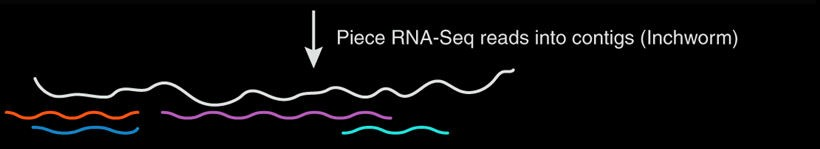 Piece RNA-Seq reads into contigs (Inchworm)